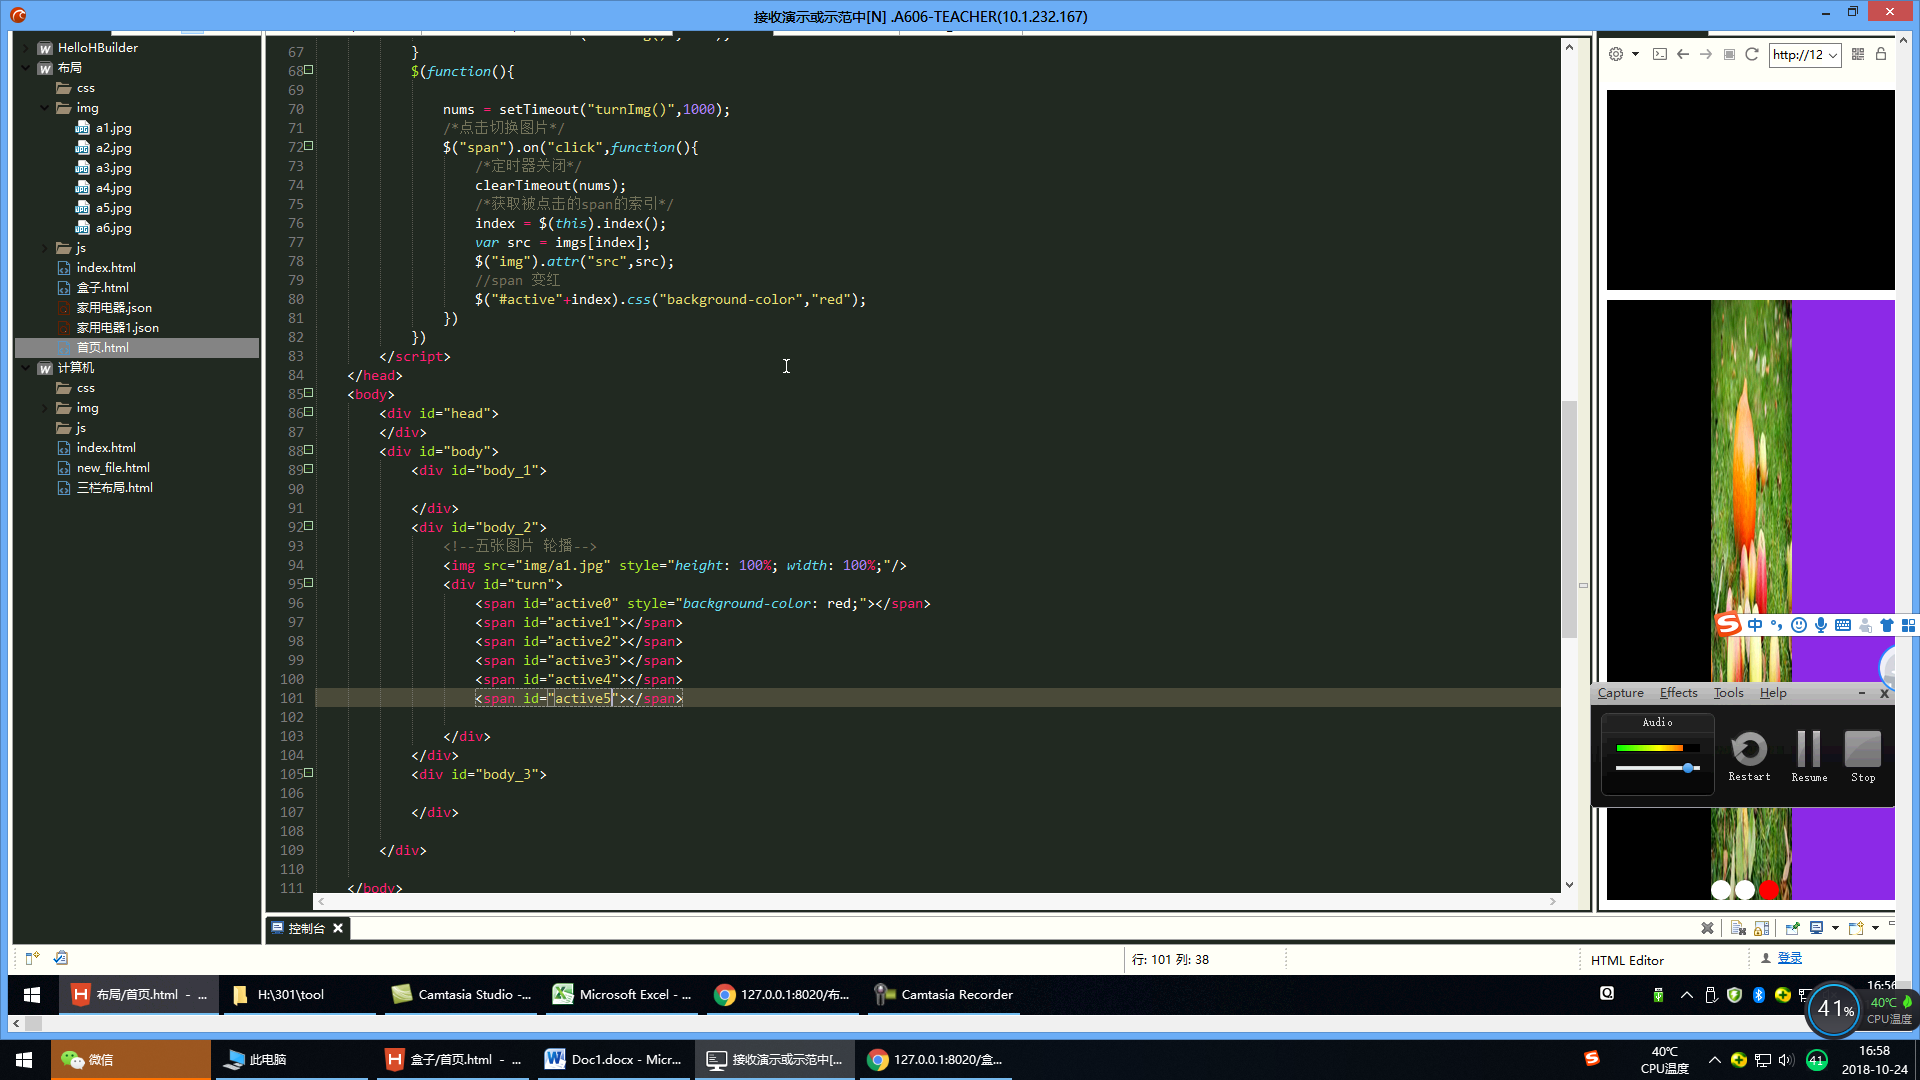 接收演示或示范中[N] .A606-TEACHER(10.1.232.167)
HelloHBuilder
布局
css
img
a1.jpg
a2.jpg
a3.jpg
a4.jpg
a5.jpg
a6.jpg
js
index.html
盒子.html
家用电器.json
家用电器1.json
首页.html
计算机
css
img
js
index.html
new_file.html
三栏布局.html
67 }
68 $(function(){
69
70 nums = setTimeout("turnImg()",1000);
71 /*点击切换图片*/
72 $("span").on("click",function(){
73 /*定时器关闭*/
74 clearTimeout(nums);
75 /*获取被点击的span的索引*/
76 index = $(this).index();
77 var src = imgs[index];
78 $("img").attr("src",src);
79 //span 变红
80 $("#active"+index).css("background-color","red");
81 })
82 })
83 </script>
84 </head>
85 <body>
86 <div id="head">
87 </div>
88 <div id="body">
89 <div id="body_1">
90
91 </div>
92 <div id="body_2">
93 <!--五张图片 轮播-->
94 <img src="img/a1.jpg" style="height: 100%; width: 100%;"/>
95 <div id="turn">
96 <span id="active0" style="background-color: red;"></span>
97 <span id="active1"></span>
98 <span id="active2"></span>
99 <span id="active3"></span>
100 <span id="active4"></span>
101 <span id="active5"></span>
102
103 </div>
104 </div>
105 <div id="body_3">
106
107 </div>
108
109 </div>
110
111 </body>
http://12
中
Capture Effects Tools Help
Audio
Restart Resume Stop
控制台
行: 101 列: 38
HTML Editor
登录
布局/首页.html - ...
H:\301\tool
Camtasia Studio -...
Microsoft Excel - ...
127.0.0.1:8020/布...
Camtasia Recorder
16:56
41%
40℃
CPU温度
微信
此电脑
盒子/首页.html - ...
Doc1.docx - Micr...
接收演示或示范中[...
127.0.0.1:8020/盒...
40℃
CPU温度
41
16:58
2018-10-24